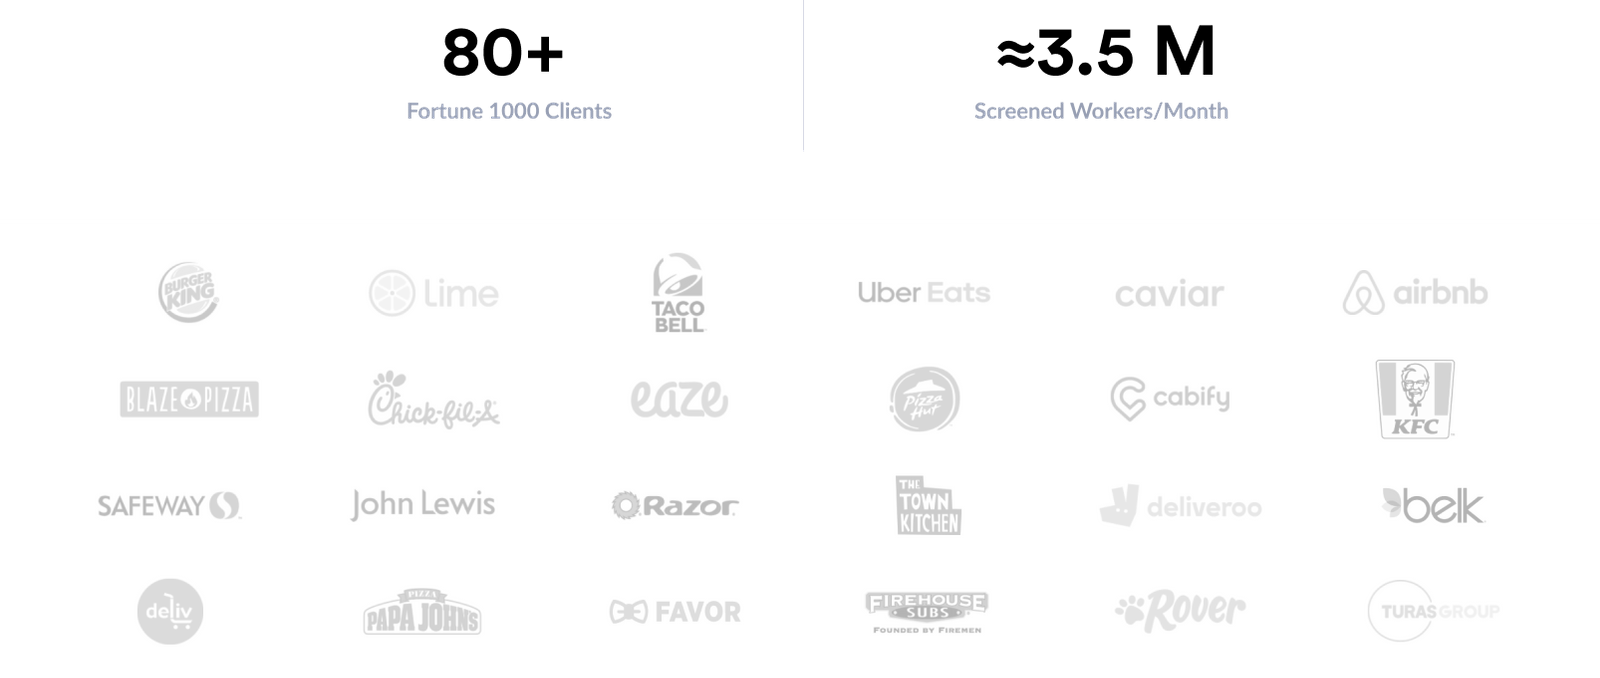 80+
Fortune 1000 Clients
≈3.5 M
Screened Workers/Month
BURGER
KING
Lime
TACO
BELL
Uber Eats
caviar
airbnb
BLAZE PIZZA
Chick-fil-A
eaze
Pizza
Hut
cabify
KFC
SAFEWAY
John Lewis
Razor
THE
TOWN
KITCHEN
deliveroo
belk
deliv
PIZZA
PAPA JOHNS
FAVOR
FIREHOUSE
SUBS
FOUNDED BY FIREMEN
Rover
TURAS GROUP